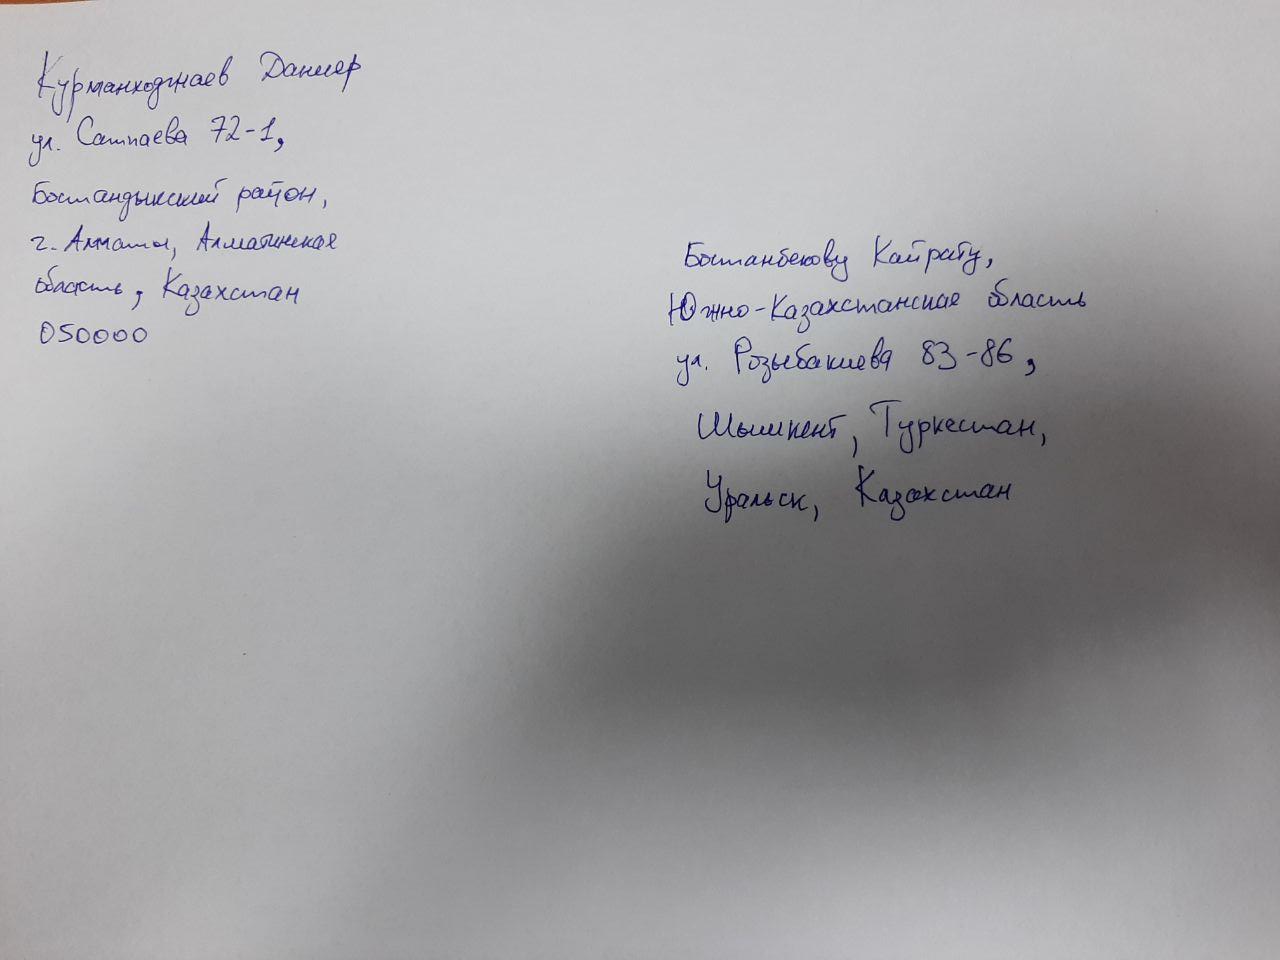 Курманходжаев Данияр
ул. Сатпаева 72-1,
Бостандыкский район,
г. Алматы, Алматинская
область, Казахстан
050000
Бостанбекову Кайрату,
Южно-Казахстанская область
ул. Розыбакиева 83-86,
Шымкент, Туркестан,
Уральск, Казахстан